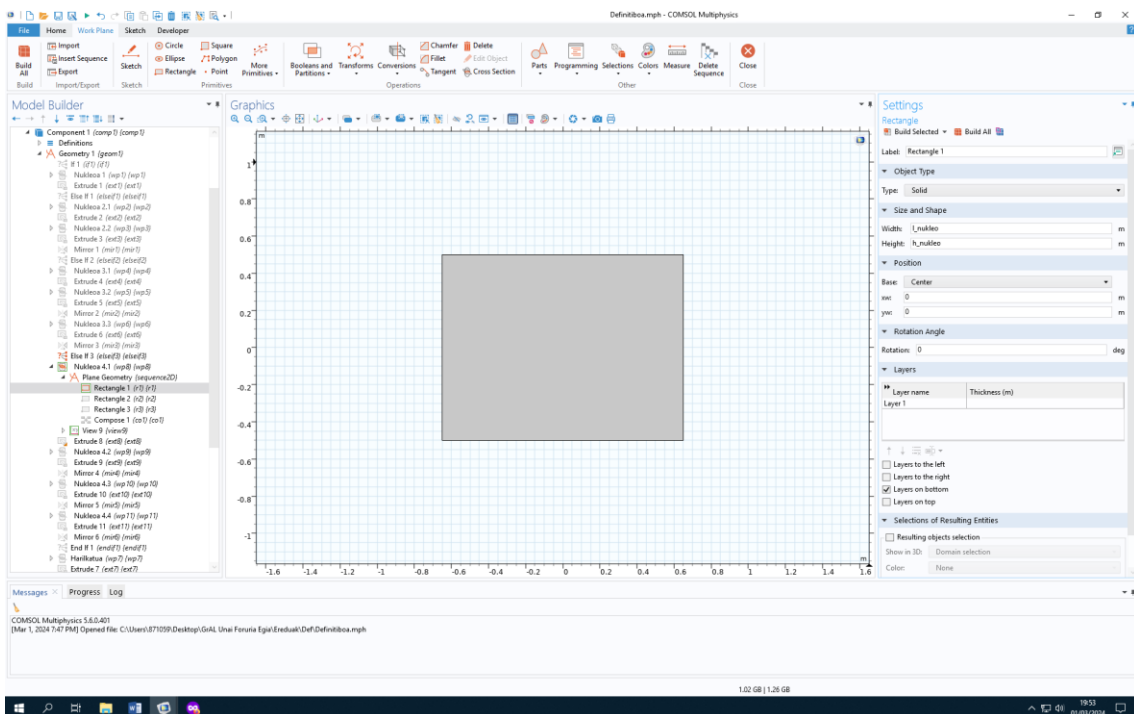 Definitiboa.mph - COMSOL Multiphysics
File Home Work Plane Sketch Developer
Build All
Import
Insert Sequence
Export
Sketch
Circle Square
Ellipse Polygon
Rectangle Point
More Primitives
Booleans and Partitions
Transforms
Conversions
Chamfer Delete
Fillet Edit Object
Tangent Cross Section
Parts Programming Selections Colors Measure Delete Sequence
Close
Build Import/Export Sketch Primitives Operations Other Close
Model Builder
Component 1 (comp1) {comp1}
Definitions
Geometry 1 {geom1}
If 1 (if1) {if1}
Nukleoa 1 (wp1) {wp1}
Extrude 1 (ext1) {ext1}
Else If 1 (elseif1) {elseif1}
Nukleoa 2.1 (wp2) {wp2}
Extrude 2 (ext2) {ext2}
Nukleoa 2.2 (wp3) {wp3}
Extrude 3 (ext3) {ext3}
Mirror 1 (mir1) {mir1}
Else If 2 (elseif2) {elseif2}
Nukleoa 3.1 (wp4) {wp4}
Extrude 4 (ext4) {ext4}
Nukleoa 3.2 (wp5) {wp5}
Extrude 5 (ext5) {ext5}
Mirror 2 (mir2) {mir2}
Nukleoa 3.3 (wp6) {wp6}
Extrude 6 (ext6) {ext6}
Mirror 3 (mir3) {mir3}
Else If 3 (elseif3) {elseif3}
Nukleoa 4.1 (wp8) {wp8}
Plane Geometry {sequence2D}
Rectangle 1 (r1) {r1}
Rectangle 2 (r2) {r2}
Rectangle 3 (r3) {r3}
Compose 1 (co1) {co1}
View 9 {view9}
Extrude 8 (ext8) {ext8}
Nukleoa 4.2 (wp9) {wp9}
Extrude 9 (ext9) {ext9}
Mirror 4 (mir4) {mir4}
Nukleoa 4.3 (wp10) {wp10}
Extrude 10 (ext10) {ext10}
Mirror 5 (mir5) {mir5}
Nukleoa 4.4 (wp11) {wp11}
Extrude 11 (ext11) {ext11}
Mirror 6 (mir6) {mir6}
End If 1 (endif1) {endif1}
Harilkatua (wp7) {wp7}
Extrude 7 (ext7) {ext7}
Graphics
m
1
0.8
0.6
0.4
0.2
0
-0.2
-0.4
-0.6
-0.8
-1
m
-1.6 -1.4 -1.2 -1 -0.8 -0.6 -0.4 -0.2 0 0.2 0.4 0.6 0.8 1 1.2 1.4 1.6
Settings
Rectangle
Build Selected Build All
Label: Rectangle 1
Object Type
Type: Solid
Size and Shape
Width: l_nukleo m
Height: h_nukleo m
Position
Base: Center
xw: 0 m
yw: 0 m
Rotation Angle
Rotation: 0 deg
Layers
Layer name Thickness (m)
Layer 1
Layers to the left
Layers to the right
Layers on bottom
Layers on top
Selections of Resulting Entities
Resulting objects selection
Show in 3D: Domain selection
Color: None
Messages Progress Log
COMSOL Multiphysics 5.6.0.401
[Mar 1, 2024 7:47 PM] Opened file: C:\Users\871059\Desktop\GrAL Unai Foruria Egia\Ereduak\Def\Definitiboa.mph
1.02 GB | 1.26 GB
19:53
01/03/2024